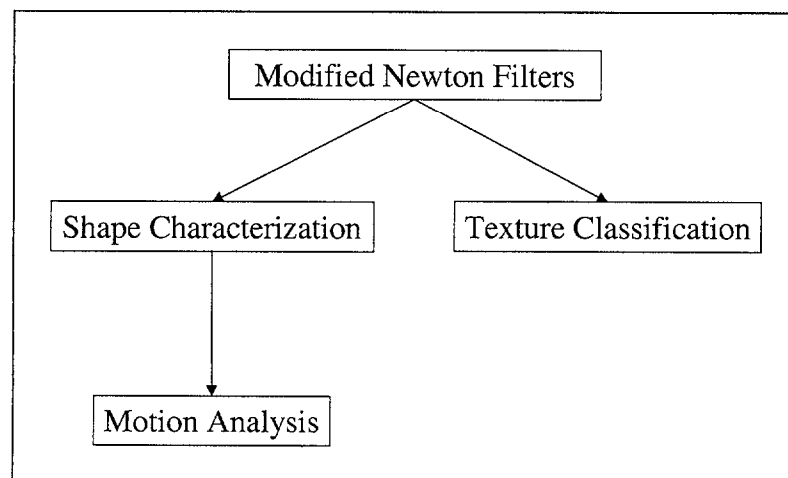 Modified Newton Filters
Shape Characterization
Texture Classification
Motion Analysis